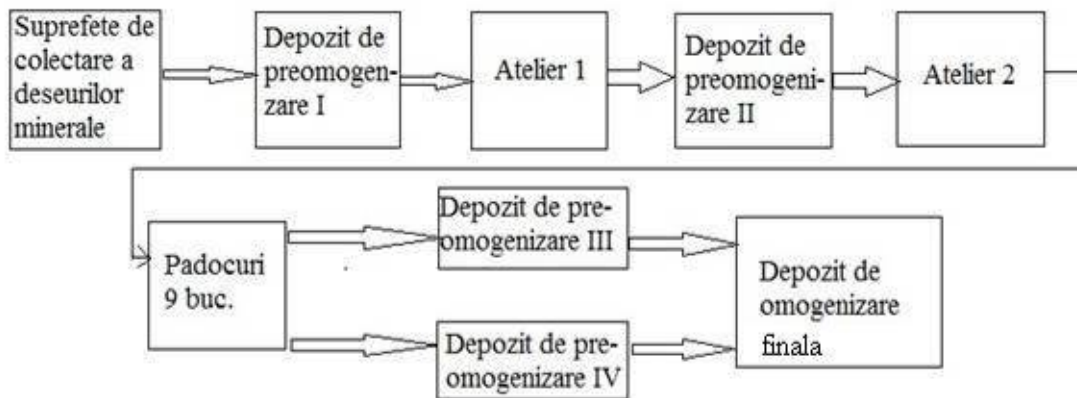 Suprefete de
colectare a
deseurilor
minerale
Depozit de
preomogen-
zare I
Atelier 1
Depozit de
preomogeni-
zare II
Atelier 2
Padocuri
9 buc.
Depozit de pre-
omogenizare III
Depozit de pre-
omogenizare IV
Depozit de
omogenizare
finala